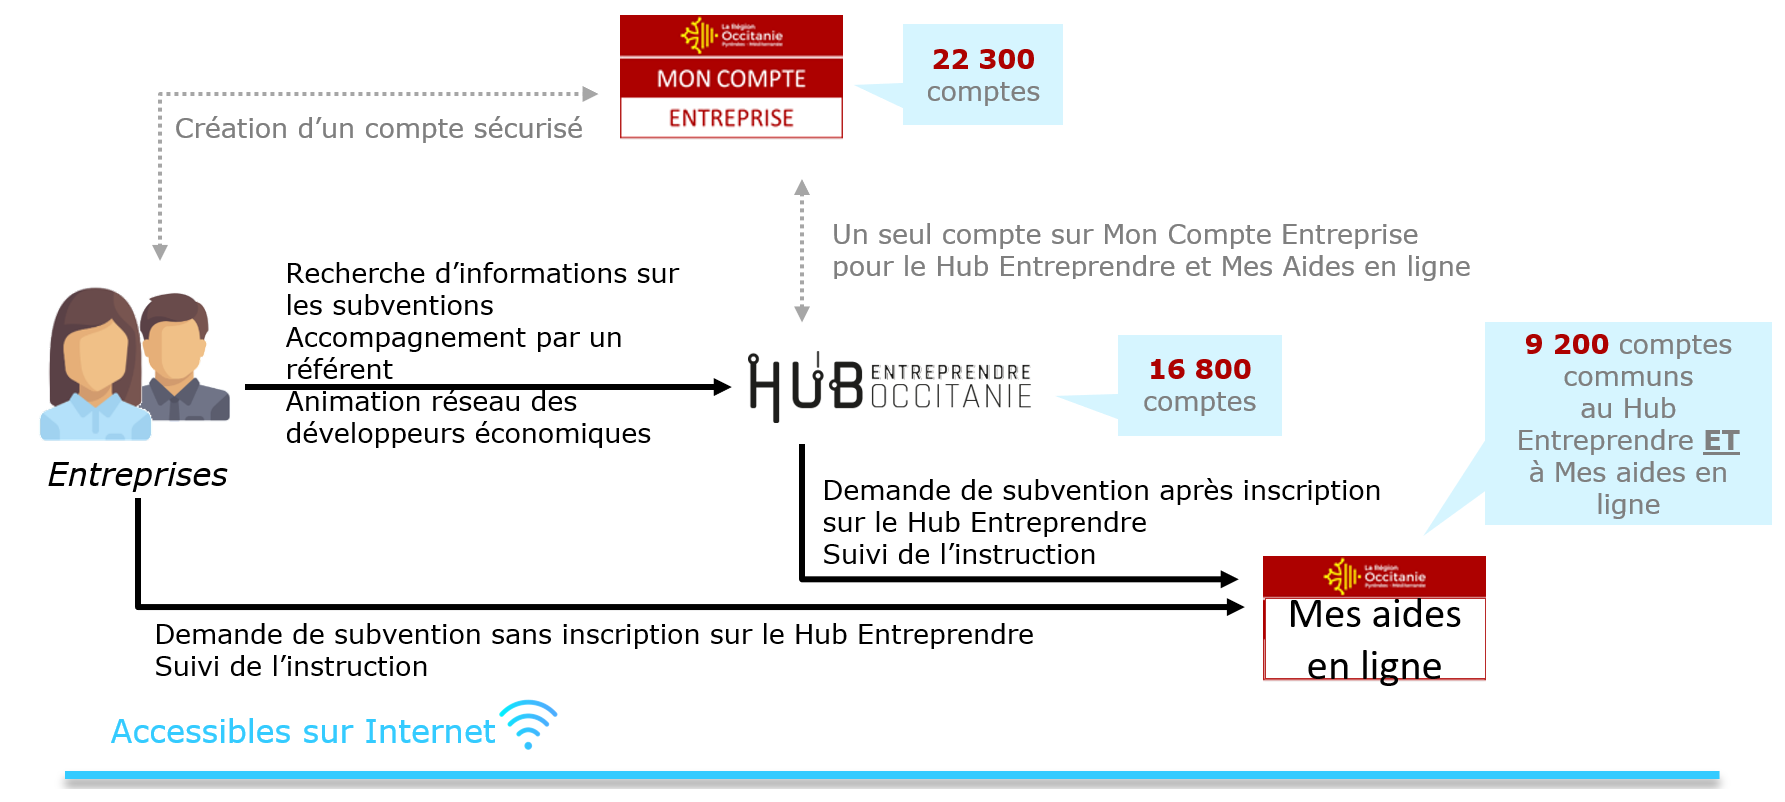 La Région
Occitanie
Pyrénées - Méditerranée
MON COMPTE
ENTREPRISE
22 300
comptes
Création d’un compte sécurisé
Un seul compte sur Mon Compte Entreprise
pour le Hub Entreprendre et Mes Aides en ligne
Recherche d’informations sur
les subventions
Accompagnement par un
référent
Animation réseau des
développeurs économiques
Entreprises
HUB ENTREPRENDRE
OCCITANIE
16 800
comptes
9 200 comptes
communs
au Hub
Entreprendre ET
à Mes aides en
ligne
Demande de subvention après inscription
sur le Hub Entreprendre
Suivi de l’instruction
La Région
Occitanie
Pyrénées - Méditerranée
Mes aides
en ligne
Demande de subvention sans inscription sur le Hub Entreprendre
Suivi de l’instruction
Accessibles sur Internet